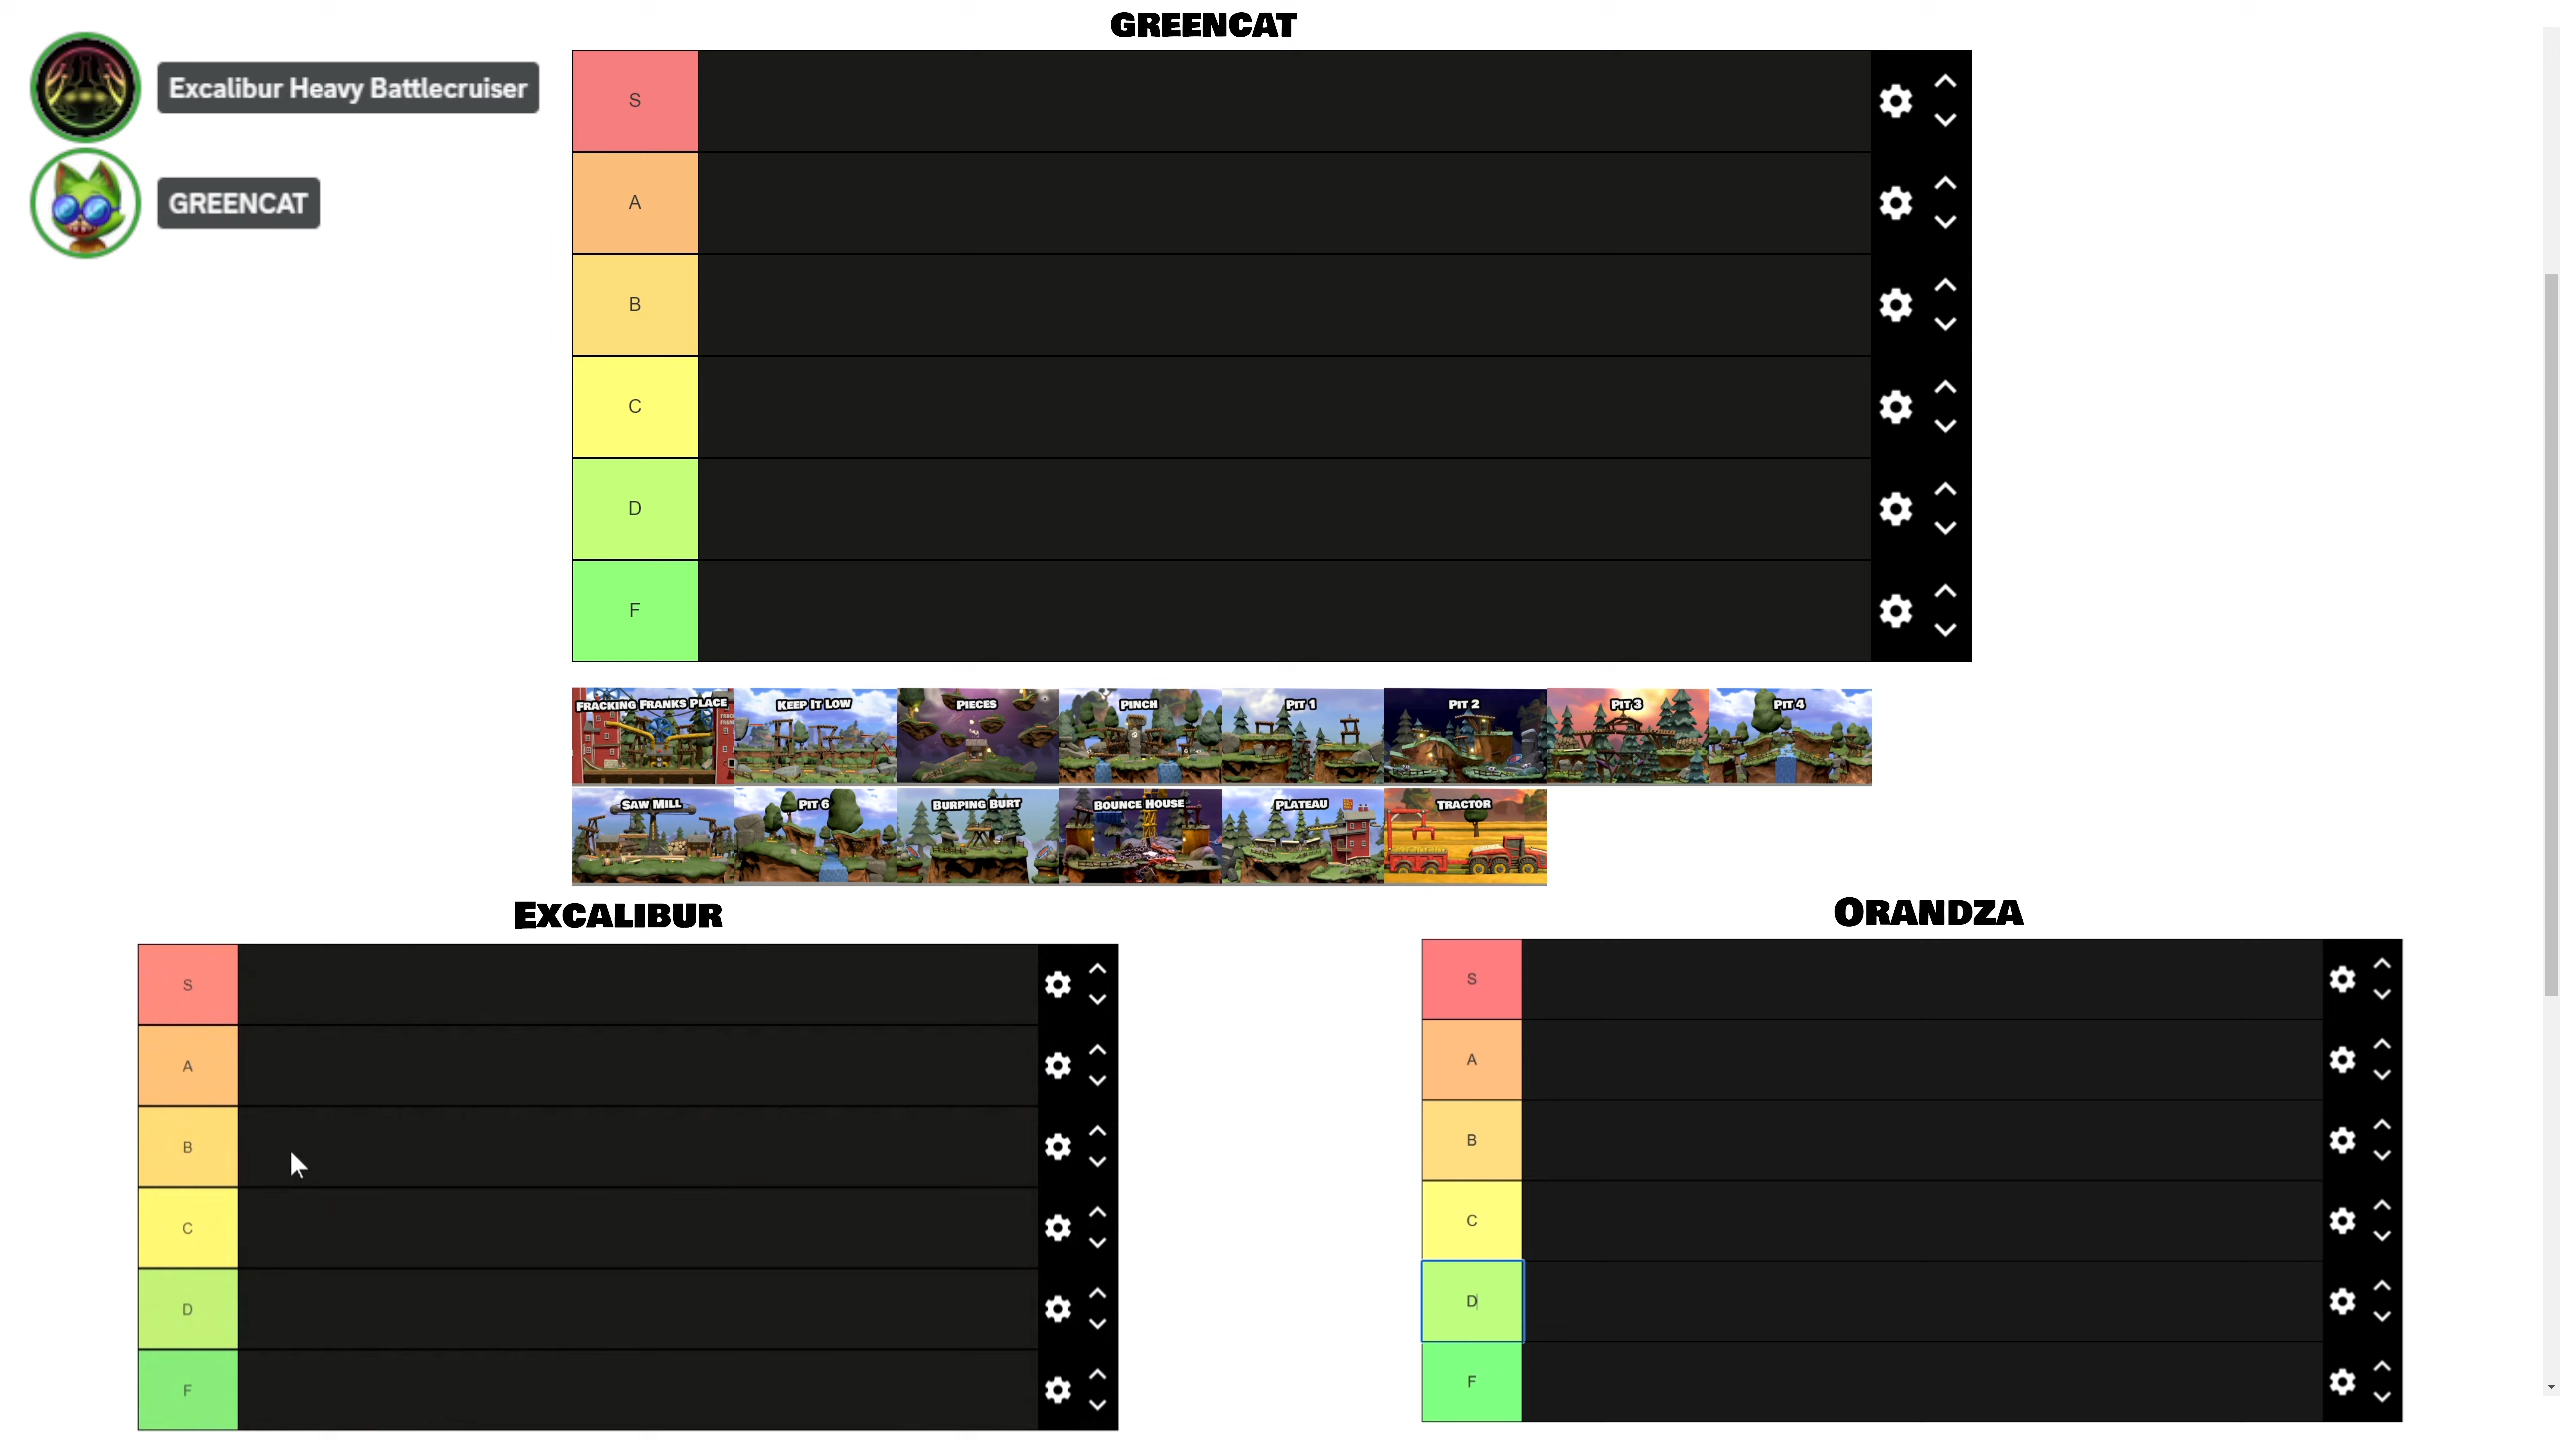 GREENCAT
Excalibur Heavy Battlecruiser
GREENCAT
S
A
B
C
D
F
FRACKING FRANKS PLACE
KEEP IT LOW
PIECES
PINCH
PIT 1
PIT 2
PIT 3
PIT 4
SAW MILL
PIT 6
BURPING BURT
BOUNCE HOUSE
PLATEAU
TRACTOR
EXCALIBUR
S
A
B
C
D
F
ORANDZA
S
A
B
C
D
F